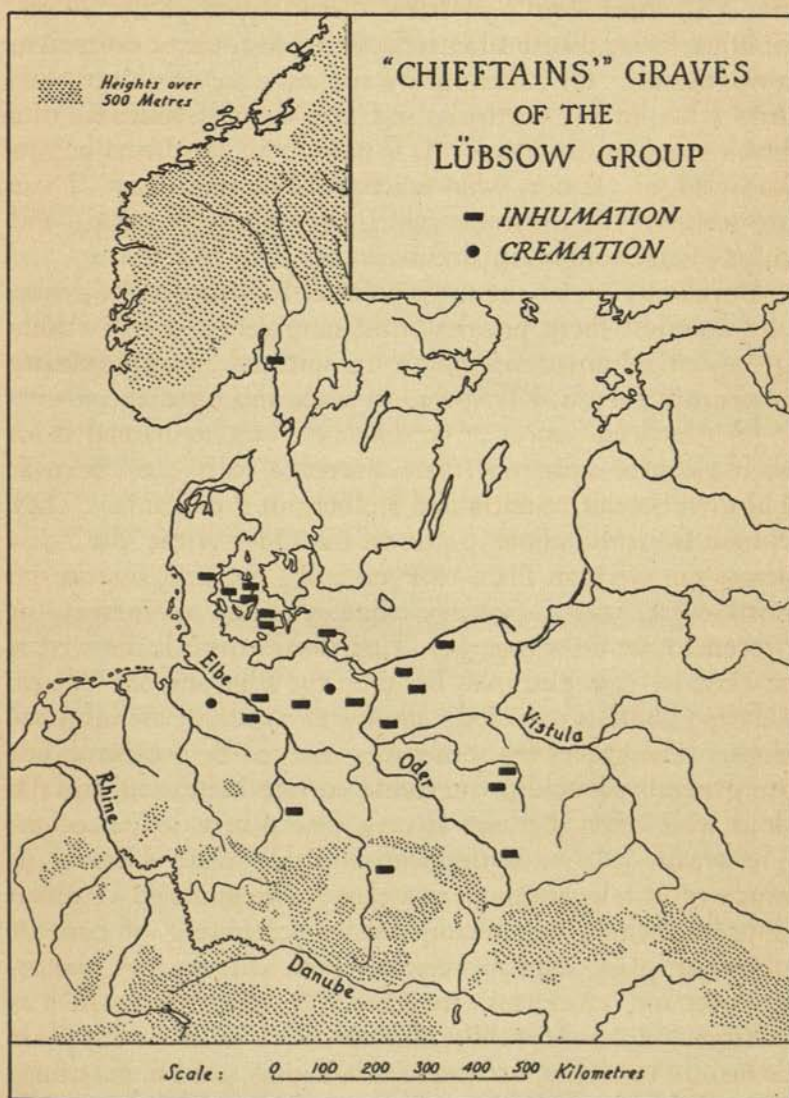 Heights over
500 Metres
"CHIEFTAINS'" GRAVES
OF THE
LÜBSOW GROUP
INHUMATION
CREMATION
Elbe
Vistula
Oder
Rhine
Danube
Scale: 0 100 200 300 400 500 Kilometres